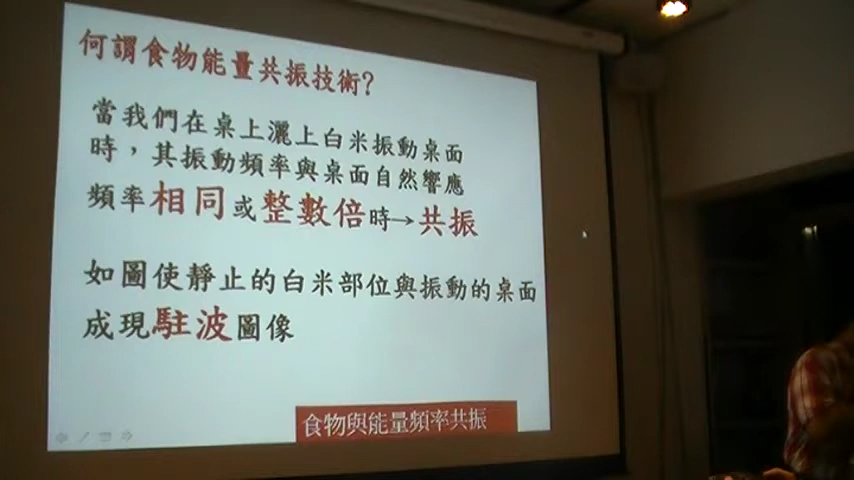 何謂食物能量共振技術?
當我們在桌上灑上白米振動桌面
時，其振動頻率與桌面自然響應
頻率相同或整數倍時→共振
如圖使靜止的白米部位與振動的桌面
成現駐波圖像
食物與能量頻率共振